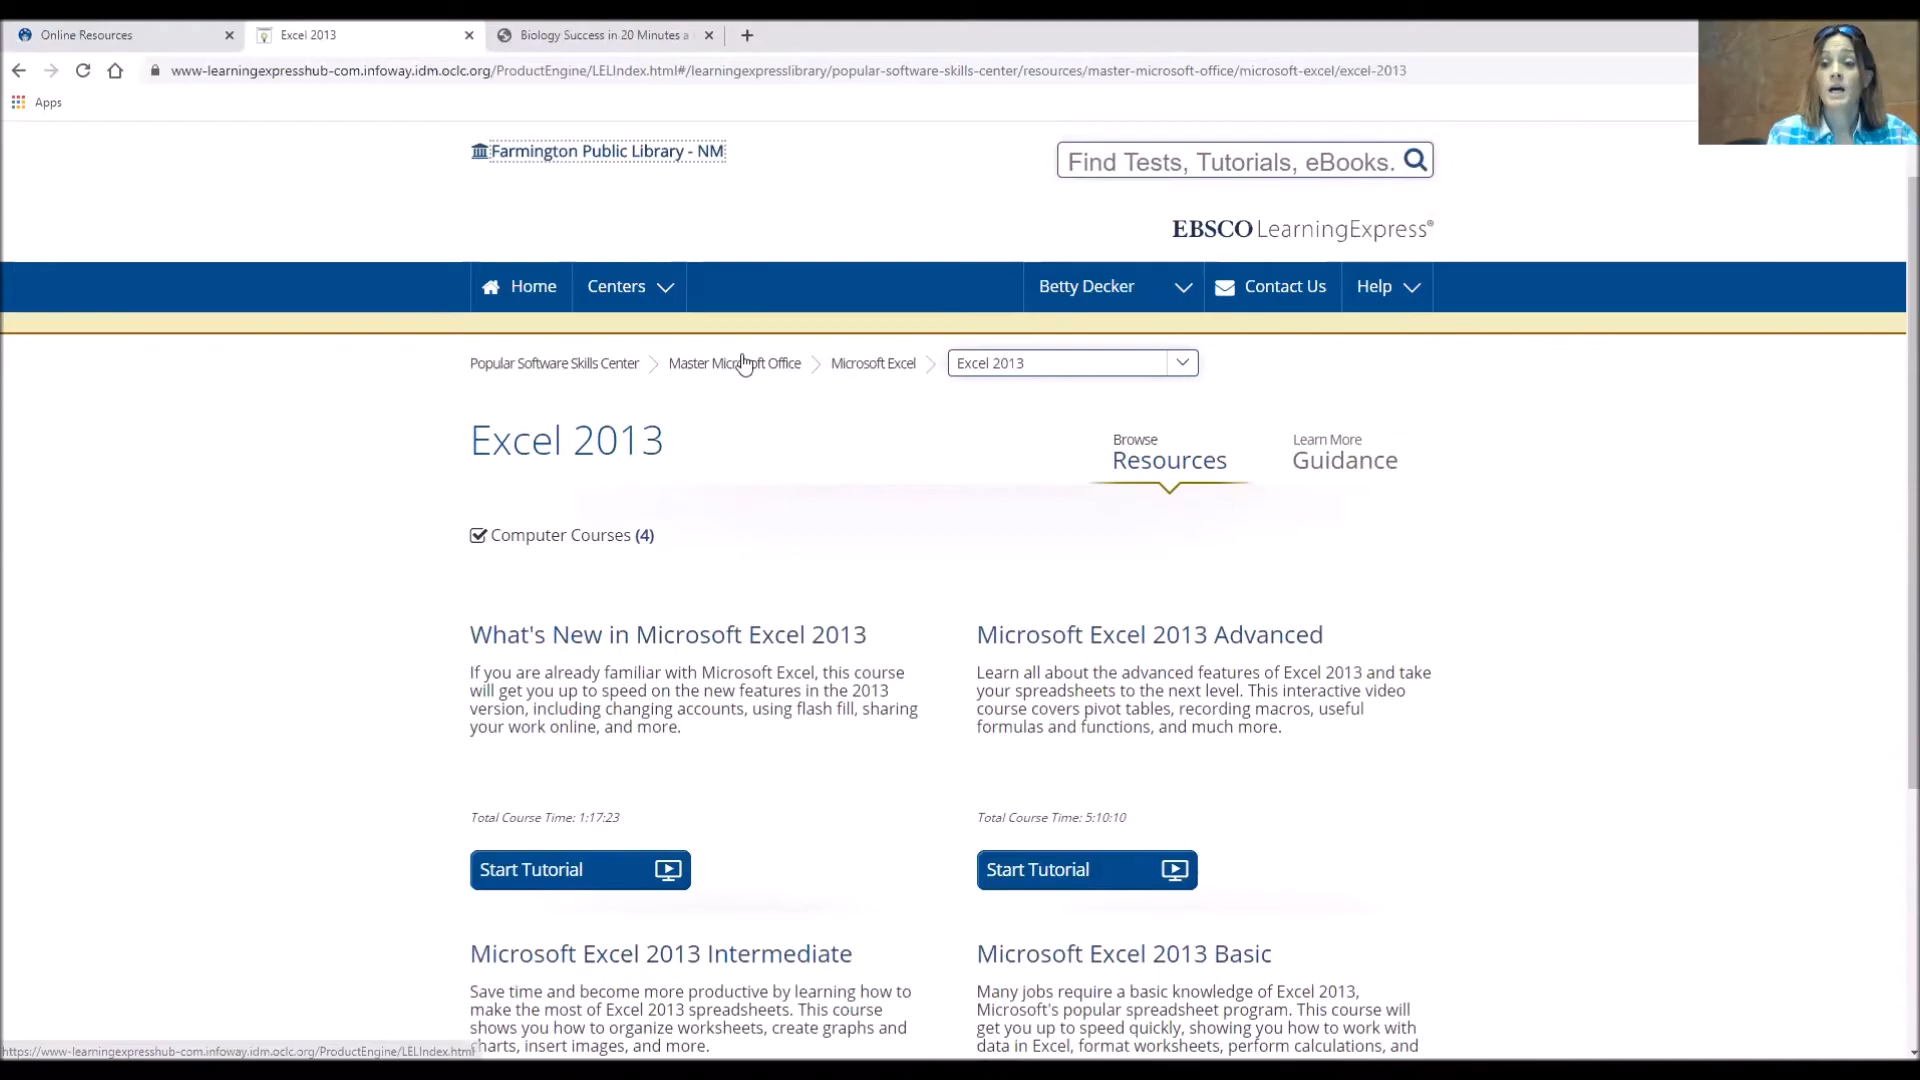 Online Resources
Excel 2013
Biology Success in 20 Minutes a
www-learningexpresshub-com.infoway.idm.oclc.org/ProductEngine/LELIndex.html#/learningexpresslibrary/popular-software-skills-center/resources/master-microsoft-office/microsoft-excel/excel-2013
Apps
Farmington Public Library - NM
Find Tests, Tutorials, eBooks.
EBSCO LearningExpress®
Home
Centers
Betty Decker
Contact Us
Help
Popular Software Skills Center
Master Microsoft Office
Microsoft Excel
Excel 2013
Excel 2013
Browse
Resources
Learn More
Guidance
Computer Courses (4)
What's New in Microsoft Excel 2013
If you are already familiar with Microsoft Excel, this course
will get you up to speed on the new features in the 2013
version, including changing accounts, using flash fill, sharing
your work online, and more.
Total Course Time: 1:17:23
Start Tutorial
Microsoft Excel 2013 Advanced
Learn all about the advanced features of Excel 2013 and take
your spreadsheets to the next level. This interactive video
course covers pivot tables, recording macros, useful
formulas and functions, and much more.
Total Course Time: 5:10:10
Start Tutorial
Microsoft Excel 2013 Intermediate
Save time and become more productive by learning how to
make the most of Excel 2013 spreadsheets. This course
shows you how to organize worksheets, create graphs and
charts, insert images, and more.
Microsoft Excel 2013 Basic
Many jobs require a basic knowledge of Excel 2013,
Microsoft's popular spreadsheet program. This course will
get you up to speed quickly, showing you how to work with
data in Excel, format worksheets, perform calculations, and
https://www-learningexpresshub-com.infoway.idm.oclc.org/ProductEngine/LELIndex.html